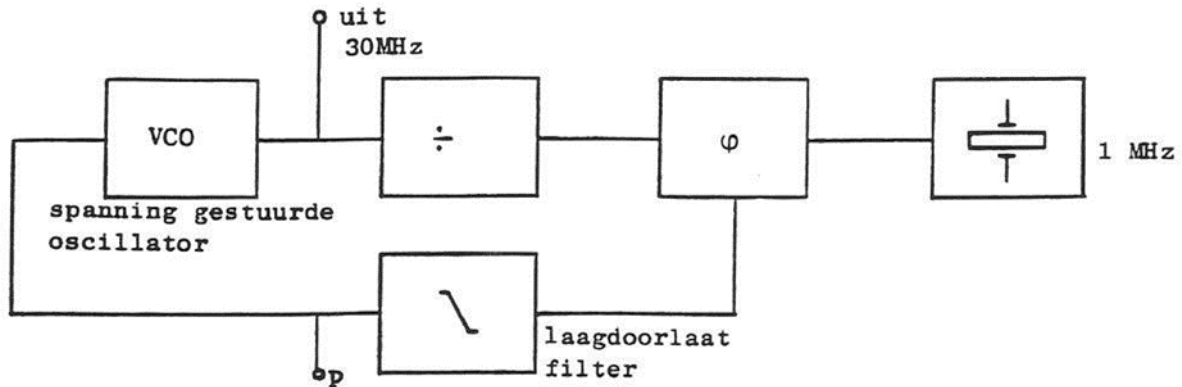 uit
30MHz
VCO
÷
φ
1 MHz
spanning gestuurde
oscillator
laagdoorlaat
filter
p